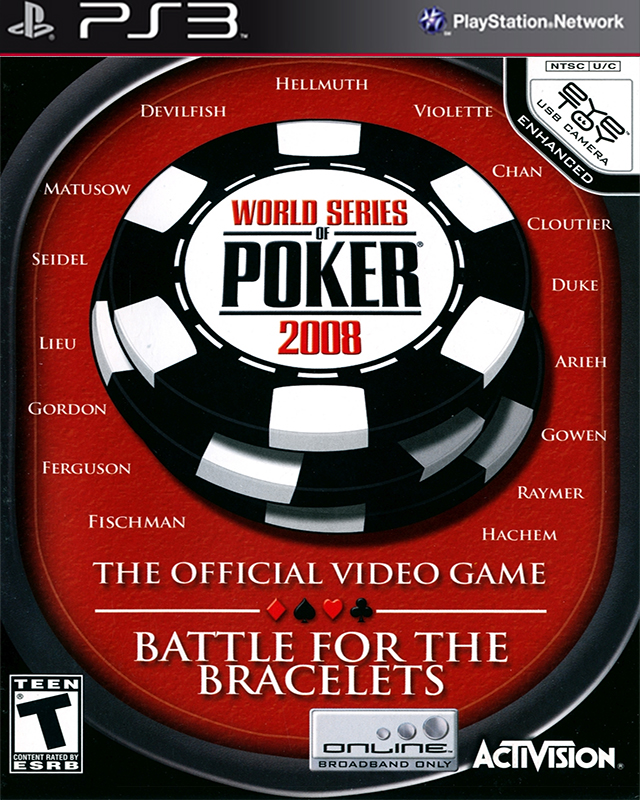 PS3
PlayStation®Network
NTSC U/C
EYE
TOY™
USB CAMERA
ENHANCED
HELLMUTH
DEVILFISH
VIOLETTE
MATUSOW
CHAN
SEIDEL
CLOUTIER
LIEU
DUKE
GORDON
ARIEH
FERGUSON
GOWEN
FISCHMAN
RAYMER
HACHEM
WORLD SERIES
OF
POKER®
2008
THE OFFICIAL VIDEO GAME
BATTLE FOR THE
BRACELETS
TEEN
T
CONTENT RATED BY
ESRB
ONLINE™
BROADBAND ONLY
ACTIVISION®